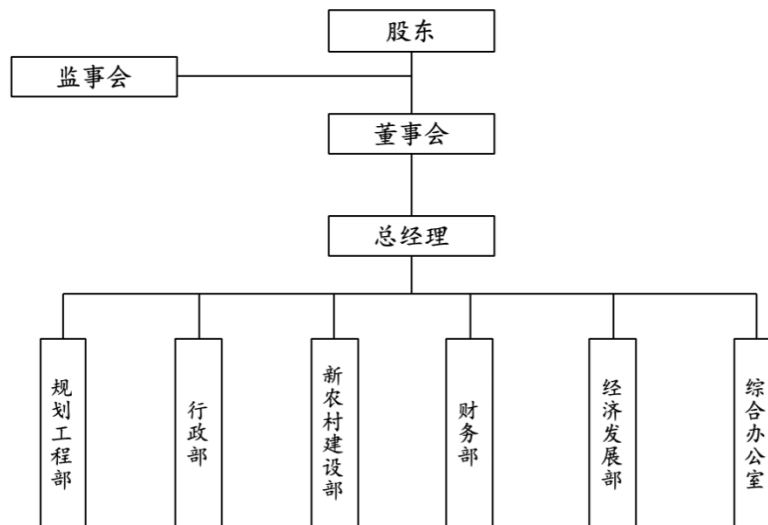 股东
监事会
董事会
总经理
规划工程部
行政部
新农村建设部
财务部
经济发展部
综合办公室